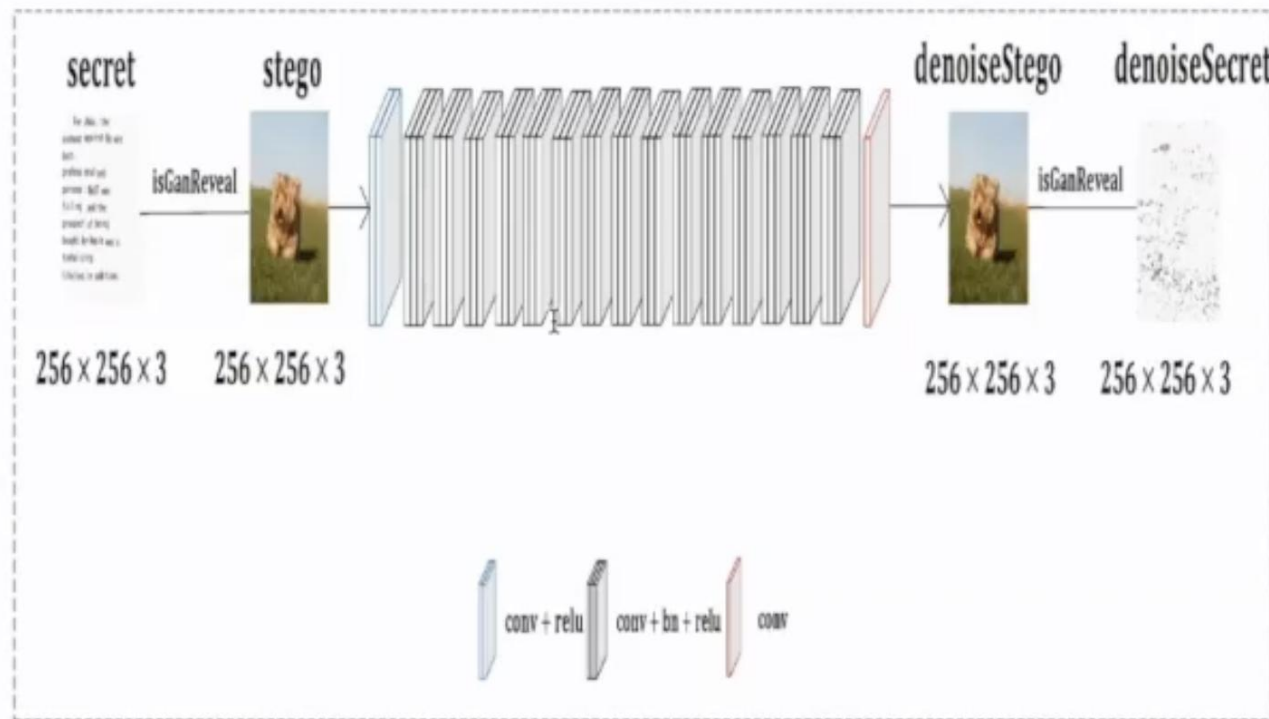 secret
stego
denoiseStego
denoiseSecret
isGanReveal
isGanReveal
256 × 256 × 3
256 × 256 × 3
256 × 256 × 3
256 × 256 × 3
conv + relu
conv + bn + relu
conv